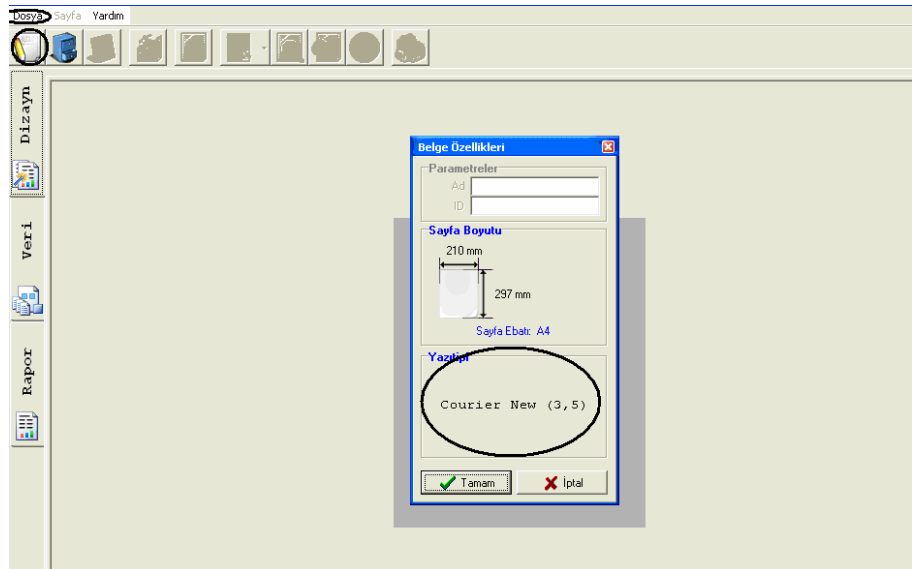 Dosya Sayfa Yardım
Dizayn
Veri
Rapor
Belge Özellikleri
Parametreler
Ad
ID
Sayfa Boyutu
210 mm
297 mm
Sayfa Ebatı: A4
Yazıtipi
Courier New (3,5)
Tamam İptal